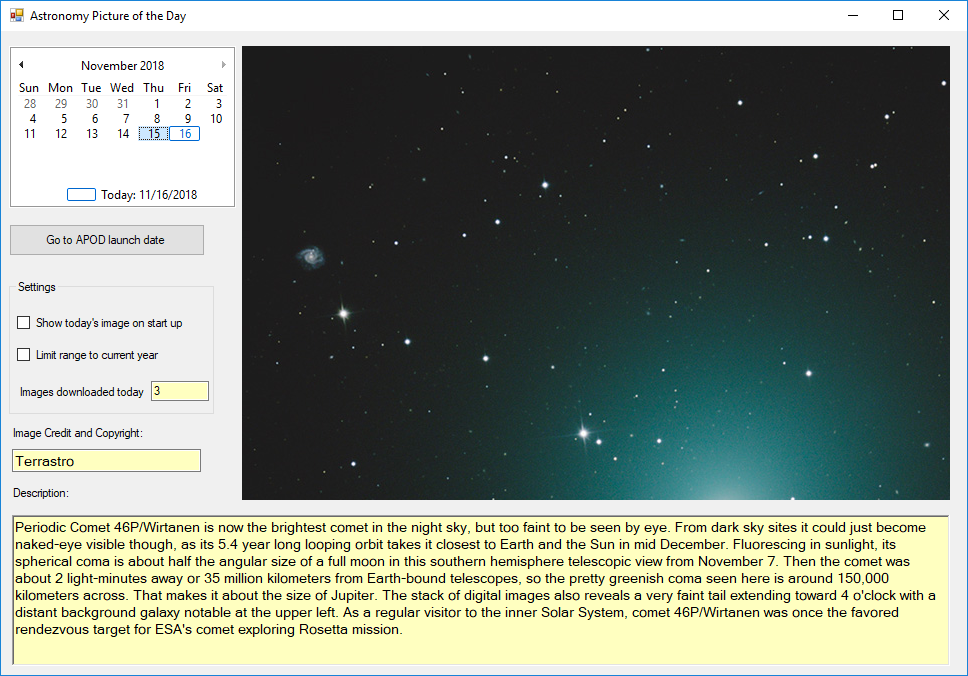 Astronomy Picture of the Day
November 2018
Sun Mon Tue Wed Thu Fri Sat
28 29 30 31 1 2 3
4 5 6 7 8 9 10
11 12 13 14 15 16
Today: 11/16/2018
Go to APOD launch date
Settings
Show today's image on start up
Limit range to current year
Images downloaded today 3
Image Credit and Copyright:
Terrastro
Description:
Periodic Comet 46P/Wirtanen is now the brightest comet in the night sky, but too faint to be seen by eye. From dark sky sites it could just become
naked-eye visible though, as its 5.4 year long looping orbit takes it closest to Earth and the Sun in mid December. Fluorescing in sunlight, its
spherical coma is about half the angular size of a full moon in this southern hemisphere telescopic view from November 7. Then the comet was
about 2 light-minutes away or 35 million kilometers from Earth-bound telescopes, so the pretty greenish coma seen here is around 150,000
kilometers across. That makes it about the size of Jupiter. The stack of digital images also reveals a very faint tail extending toward 4 o'clock with a
distant background galaxy notable at the upper left. As a regular visitor to the inner Solar System, comet 46P/Wirtanen was once the favored
rendezvous target for ESA's comet exploring Rosetta mission.